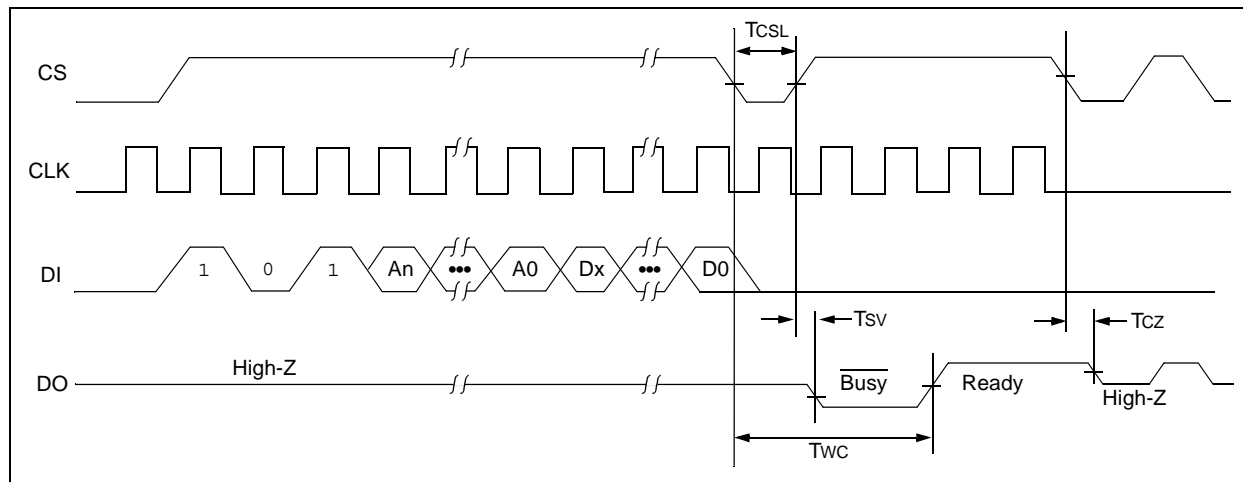 TCSL
CS
CLK
DI
1 0 1 An ••• A0 Dx ••• D0
TSV
TCZ
High-Z
DO
Busy
Ready
High-Z
TWC